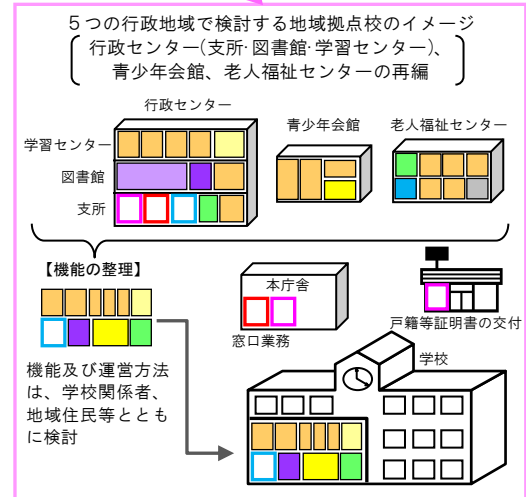 ５つの行政地域で検討する地域拠点校のイメージ
行政センター(支所･図書館･学習センター)、
青少年会館、老人福祉センターの再編
行政センター
青少年会館
老人福祉センター
学習センター
図書館
支所
【機能の整理】
本庁舎
窓口業務
戸籍等証明書の交付
学校
機能及び運営方法
は、学校関係者、
地域住民等ととも
に検討